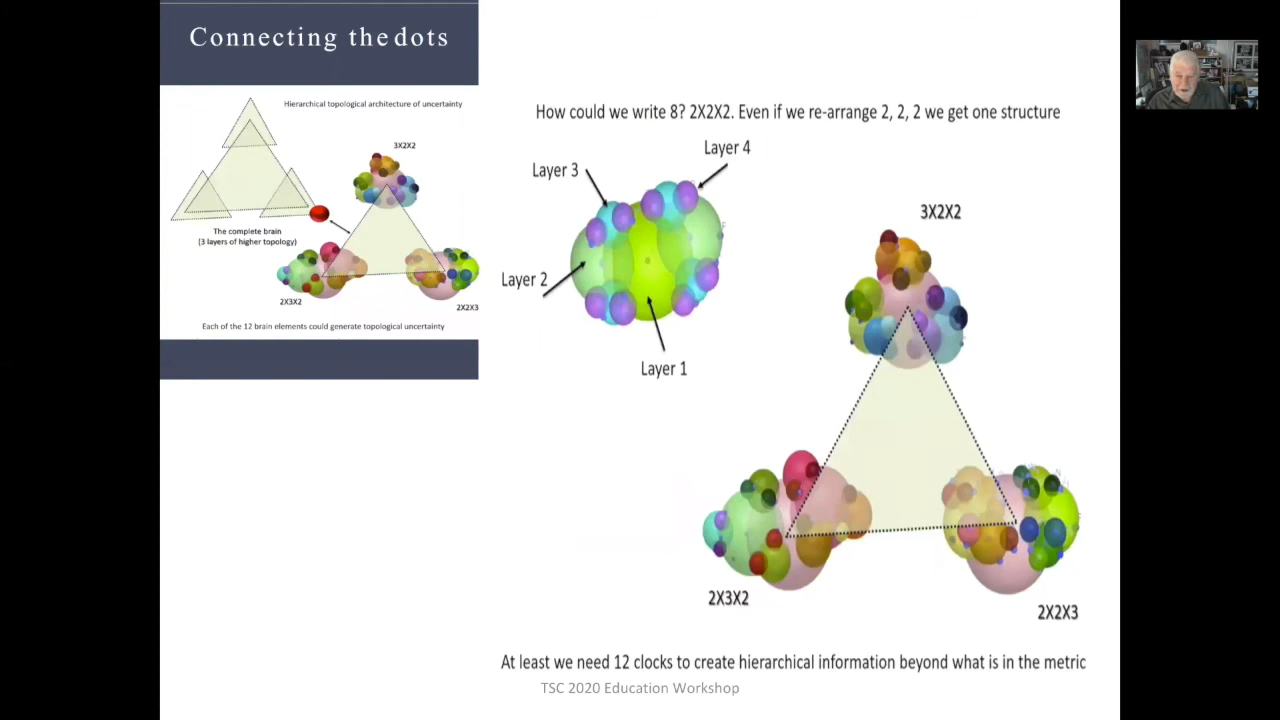 Connecting the dots
Hierarchical topological architecture of uncertainty
3X2X2
The complete brain
(3 layers of higher topology)
2X3X2
2X2X3
Each of the 12 brain elements could generate topological uncertainty
How could we write 8? 2X2X2. Even if we re-arrange 2, 2, 2 we get one structure
Layer 4
Layer 3
Layer 2
Layer 1
3X2X2
2X3X2
2X2X3
At least we need 12 clocks to create hierarchical information beyond what is in the metric
TSC 2020 Education Workshop